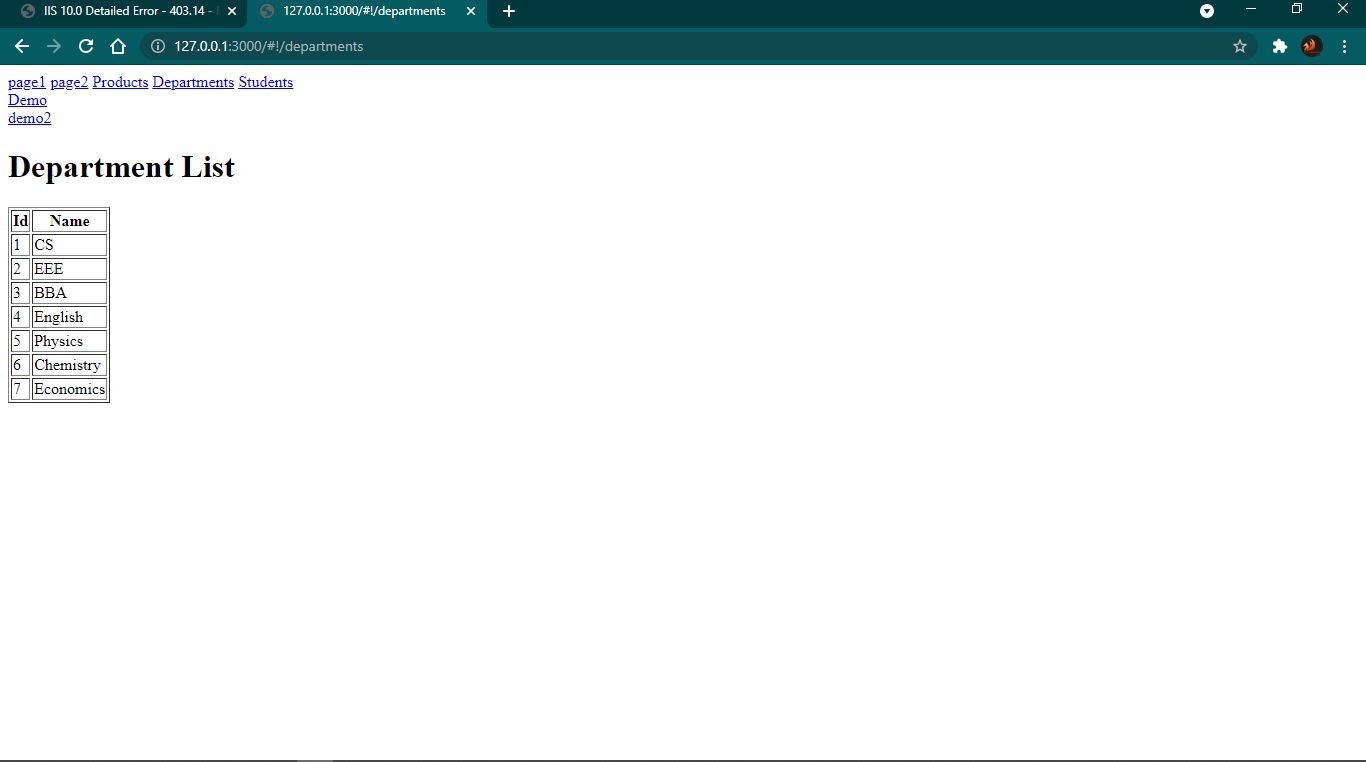 IIS 10.0 Detailed Error - 403.14 - 127.0.0.1:3000/#!/departments
127.0.0.1:3000/#!/departments
page1 page2 Products Departments Students
Demo
demo2
Department List
Id Name
1 CS
2 EEE
3 BBA
4 English
5 Physics
6 Chemistry
7 Economics